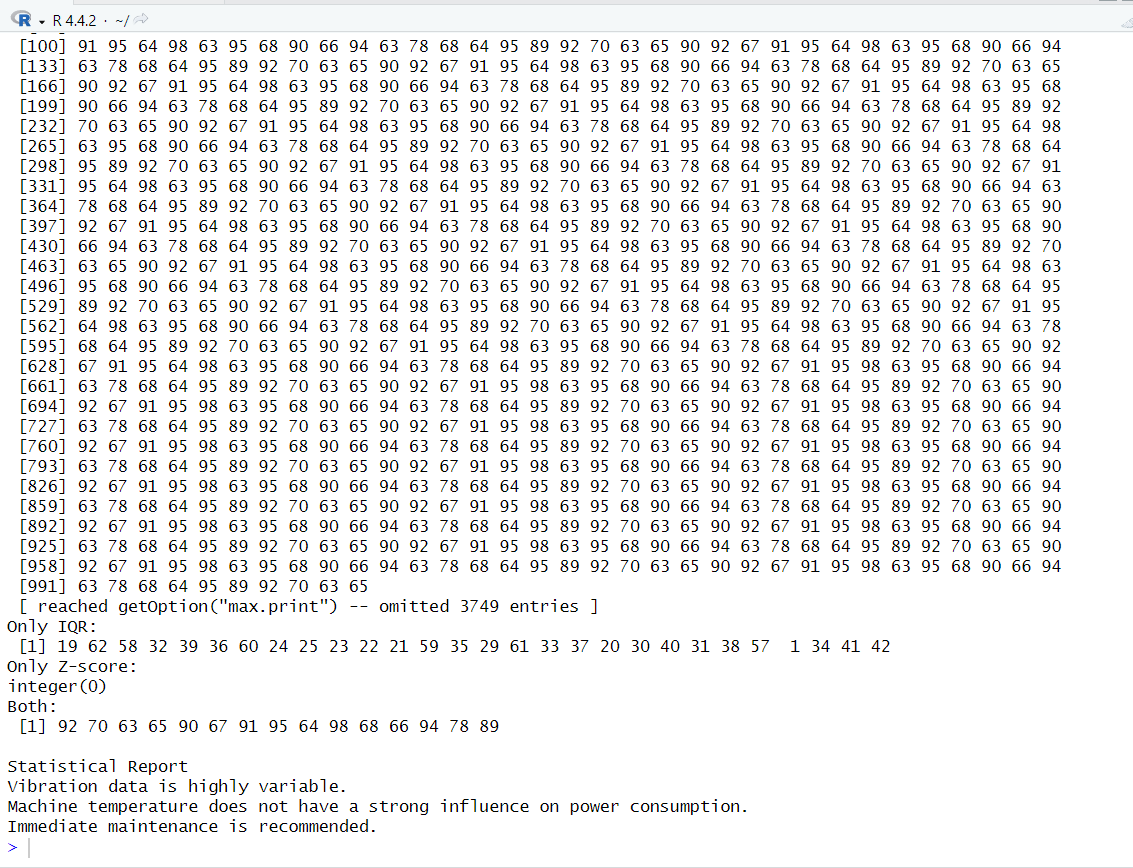 R 4.4.2 · ~/
[100] 91 95 64 98 63 95 68 90 66 94 63 78 68 64 95 89 92 70 63 65 90 92 67 91 95 64 98 63 95 68 90 66 94
[133] 63 78 68 64 95 89 92 70 63 65 90 92 67 91 95 64 98 63 95 68 90 66 94 63 78 68 64 95 89 92 70 63 65
[166] 90 92 67 91 95 64 98 63 95 68 90 66 94 63 78 68 64 95 89 92 70 63 65 90 92 67 91 95 64 98 63 95 68
[199] 90 66 94 63 78 68 64 95 89 92 70 63 65 90 92 67 91 95 64 98 63 95 68 90 66 94 63 78 68 64 95 89 92
[232] 70 63 65 90 92 67 91 95 64 98 63 95 68 90 66 94 63 78 68 64 95 89 92 70 63 65 90 92 67 91 95 64 98
[265] 63 95 68 90 66 94 63 78 68 64 95 89 92 70 63 65 90 92 67 91 95 64 98 63 95 68 90 66 94 63 78 68 64
[298] 95 89 92 70 63 65 90 92 67 91 95 64 98 63 95 68 90 66 94 63 78 68 64 95 89 92 70 63 65 90 92 67 91
[331] 95 64 98 63 95 68 90 66 94 63 78 68 64 95 89 92 70 63 65 90 92 67 91 95 64 98 63 95 68 90 66 94 63
[364] 78 68 64 95 89 92 70 63 65 90 92 67 91 95 64 98 63 95 68 90 66 94 63 78 68 64 95 89 92 70 63 65 90
[397] 92 67 91 95 64 98 63 95 68 90 66 94 63 78 68 64 95 89 92 70 63 65 90 92 67 91 95 64 98 63 95 68 90
[430] 66 94 63 78 68 64 95 89 92 70 63 65 90 92 67 91 95 64 98 63 95 68 90 66 94 63 78 68 64 95 89 92 70
[463] 63 65 90 92 67 91 95 64 98 63 95 68 90 66 94 63 78 68 64 95 89 92 70 63 65 90 92 67 91 95 64 98 63
[496] 95 68 90 66 94 63 78 68 64 95 89 92 70 63 65 90 92 67 91 95 64 98 63 95 68 90 66 94 63 78 68 64 95
[529] 89 92 70 63 65 90 92 67 91 95 64 98 63 95 68 90 66 94 63 78 68 64 95 89 92 70 63 65 90 92 67 91 95
[562] 64 98 63 95 68 90 66 94 63 78 68 64 95 89 92 70 63 65 90 92 67 91 95 64 98 63 95 68 90 66 94 63 78
[595] 68 64 95 89 92 70 63 65 90 92 67 91 95 64 98 63 95 68 90 66 94 63 78 68 64 95 89 92 70 63 65 90 92
[628] 67 91 95 64 98 63 95 68 90 66 94 63 78 68 64 95 89 92 70 63 65 90 92 67 91 95 98 63 95 68 90 66 94
[661] 63 78 68 64 95 89 92 70 63 65 90 92 67 91 95 98 63 95 68 90 66 94 63 78 68 64 95 89 92 70 63 65 90
[694] 92 67 91 95 98 63 95 68 90 66 94 63 78 68 64 95 89 92 70 63 65 90 92 67 91 95 98 63 95 68 90 66 94
[727] 63 78 68 64 95 89 92 70 63 65 90 92 67 91 95 98 63 95 68 90 66 94 63 78 68 64 95 89 92 70 63 65 90
[760] 92 67 91 95 98 63 95 68 90 66 94 63 78 68 64 95 89 92 70 63 65 90 92 67 91 95 98 63 95 68 90 66 94
[793] 63 78 68 64 95 89 92 70 63 65 90 92 67 91 95 98 63 95 68 90 66 94 63 78 68 64 95 89 92 70 63 65 90
[826] 92 67 91 95 98 63 95 68 90 66 94 63 78 68 64 95 89 92 70 63 65 90 92 67 91 95 98 63 95 68 90 66 94
[859] 63 78 68 64 95 89 92 70 63 65 90 92 67 91 95 98 63 95 68 90 66 94 63 78 68 64 95 89 92 70 63 65 90
[892] 92 67 91 95 98 63 95 68 90 66 94 63 78 68 64 95 89 92 70 63 65 90 92 67 91 95 98 63 95 68 90 66 94
[925] 63 78 68 64 95 89 92 70 63 65 90 92 67 91 95 98 63 95 68 90 66 94 63 78 68 64 95 89 92 70 63 65 90
[958] 92 67 91 95 98 63 95 68 90 66 94 63 78 68 64 95 89 92 70 63 65 90 92 67 91 95 98 63 95 68 90 66 94
[991] 63 78 68 64 95 89 92 70 63 65
[ reached getOption("max.print") -- omitted 3749 entries ]
Only IQR:
[1] 19 62 58 32 39 36 60 24 25 23 22 21 59 35 29 61 33 37 20 30 40 31 38 57  1 34 41 42
Only Z-score:
integer(0)
Both:
[1] 92 70 63 65 90 67 91 95 64 98 68 66 94 78 89
Statistical Report
Vibration data is highly variable.
Machine temperature does not have a strong influence on power consumption.
Immediate maintenance is recommended.
>